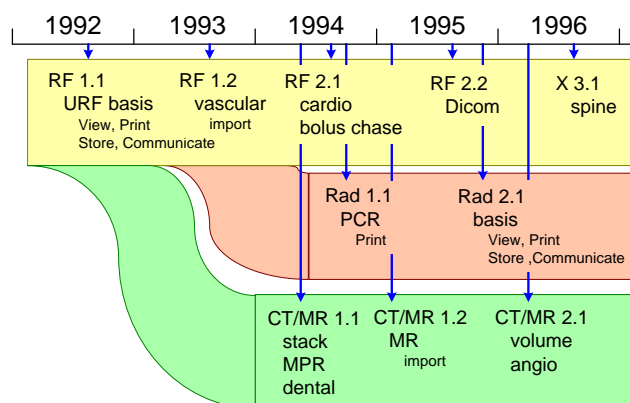 1992 1993 1994 1995 1996
RF 1.1
URF basis
View, Print
Store, Communicate
RF 1.2
vascular
import
RF 2.1
cardio
bolus chase
RF 2.2
Dicom
X 3.1
spine
Rad 1.1
PCR
Print
Rad 2.1
basis
View, Print
Store ,Communicate
CT/MR 1.1
stack
MPR
dental
CT/MR 1.2
MR
import
CT/MR 2.1
volume
angio